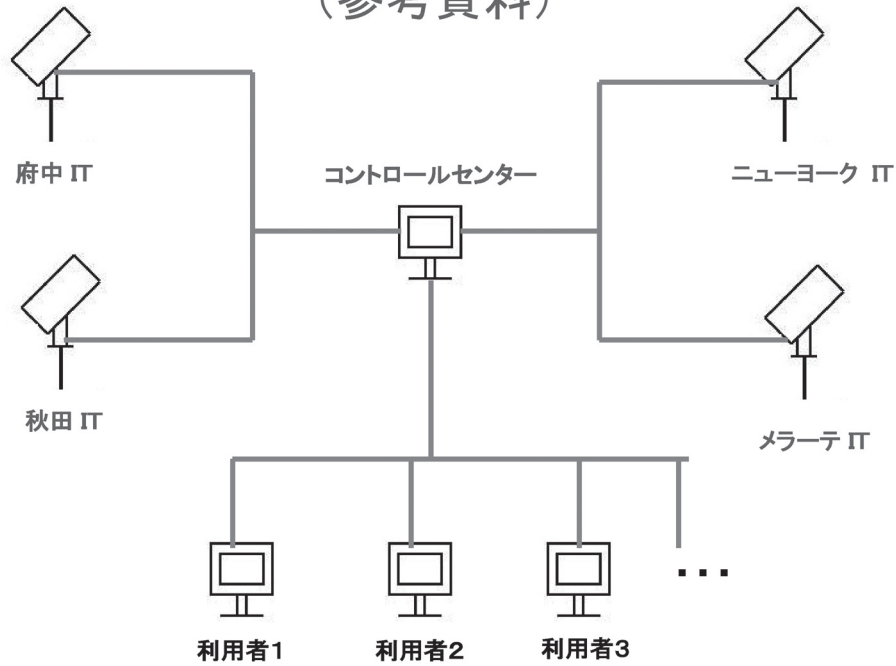 （参考資料）
府中 IT
コントロールセンター
ニューヨーク IT
秋田 IT
メラーテ IT
利用者1
利用者2
利用者3
...